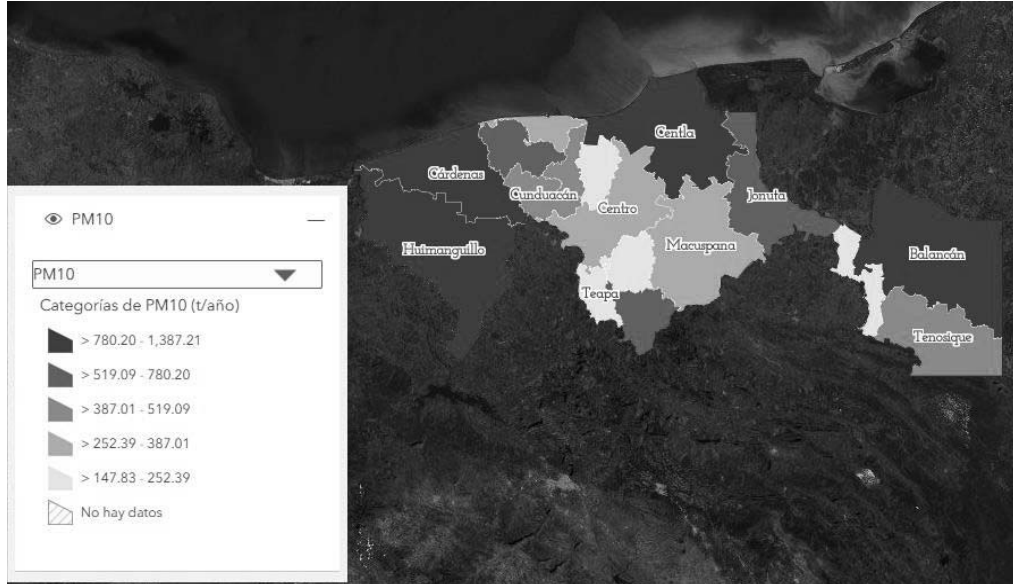 Centla
Cárdenas
Cunduacán
Jonuta
Centro
Huimanguillo
Macuspana
Balancán
Teapa
Tenosique
PM10
PM10
Categorías de PM10 (t/año)
> 780.20 - 1,387.21
> 519.09 - 780.20
> 387.01 - 519.09
> 252.39 - 387.01
> 147.83 - 252.39
No hay datos